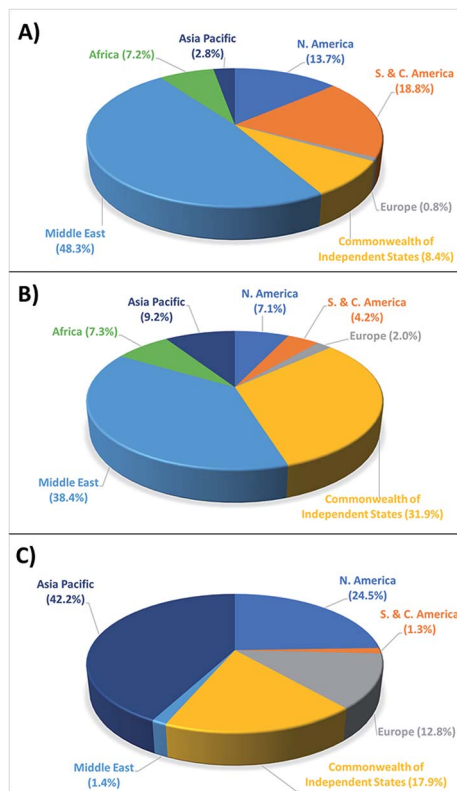 A)
Asia Pacific
(2.8%)
Africa (7.2%)
N. America
(13.7%)
S. & C. America
(18.8%)
Europe (0.8%)
Commonwealth of
Independent States (8.4%)
Middle East
(48.3%)
B)
Asia Pacific
(9.2%)
Africa (7.3%)
N. America
(7.1%)
S. & C. America
(4.2%)
Europe (2.0%)
Middle East
(38.4%)
Commonwealth of
Independent States (31.9%)
C)
Asia Pacific
(42.2%)
N. America
(24.5%)
S. & C. America
(1.3%)
Europe (12.8%)
Middle East
(1.4%)
Commonwealth of
Independent States (17.9%)